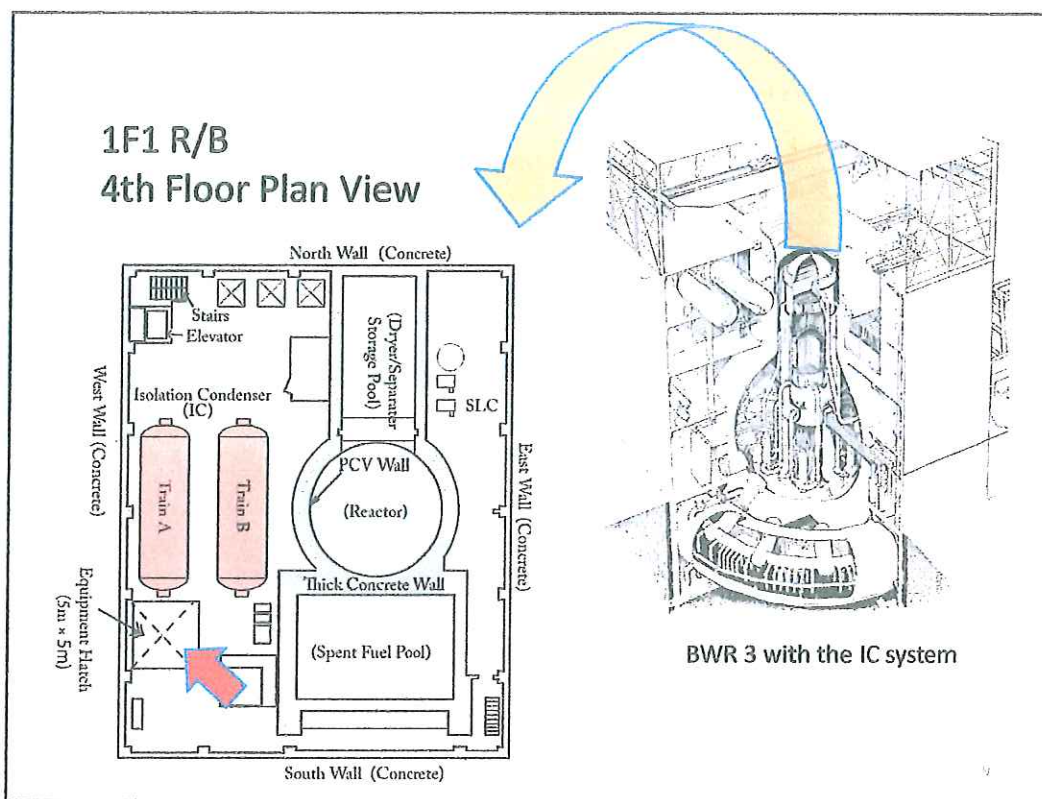 1F1 R/B
4th Floor Plan View
North Wall (Concrete)
Stairs
Elevator
(Dryer/Separater
Storage Pool)
SLC
West Wall (Concrete)
Isolation Condenser
(IC)
East Wall (Concrete)
PCV Wall
Train A
Train B
(Reactor)
Thick Concrete Wall
Equipment Hatch
(5m × 5m)
(Spent Fuel Pool)
South Wall (Concrete)
BWR 3 with the IC system